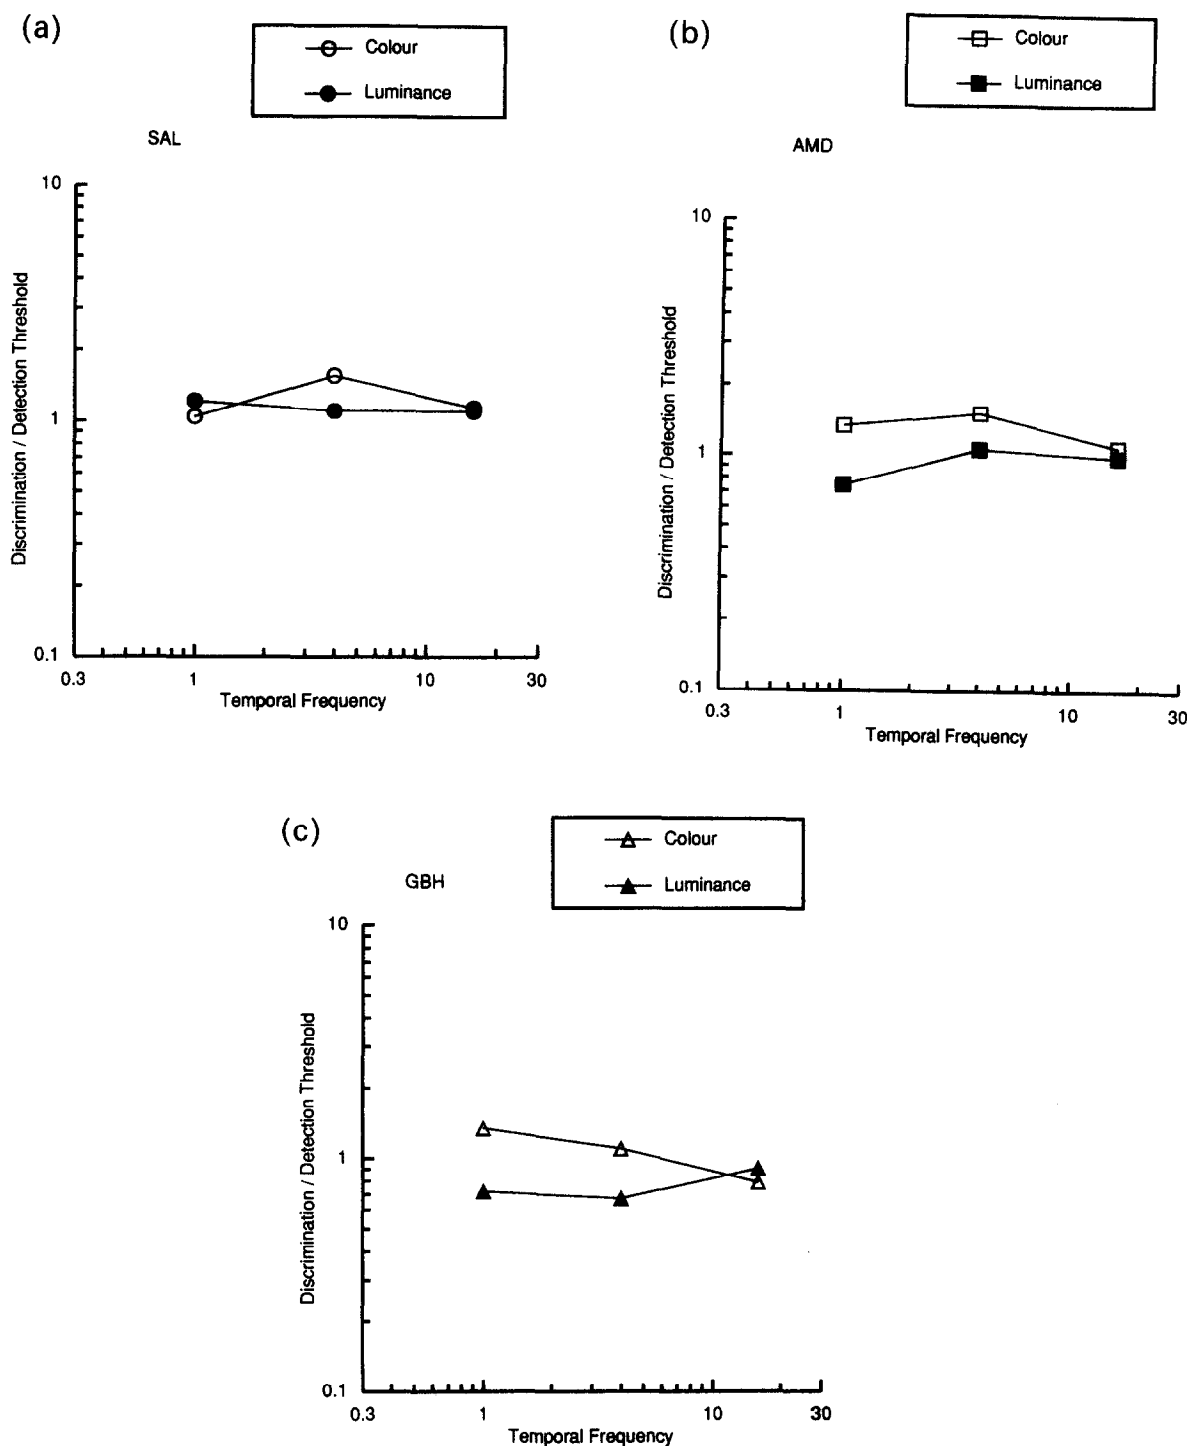 (a)
Colour
Luminance
SAL
10
1
0.1
Discrimination / Detection Threshold
0.3
1
10
30
Temporal Frequency
(b)
Colour
Luminance
AMD
10
1
0.1
Discrimination / Detection Threshold
0.3
1
10
30
Temporal Frequency
(c)
Colour
Luminance
GBH
10
1
0.1
Discrimination / Detection Threshold
0.3
1
10
30
Temporal Frequency